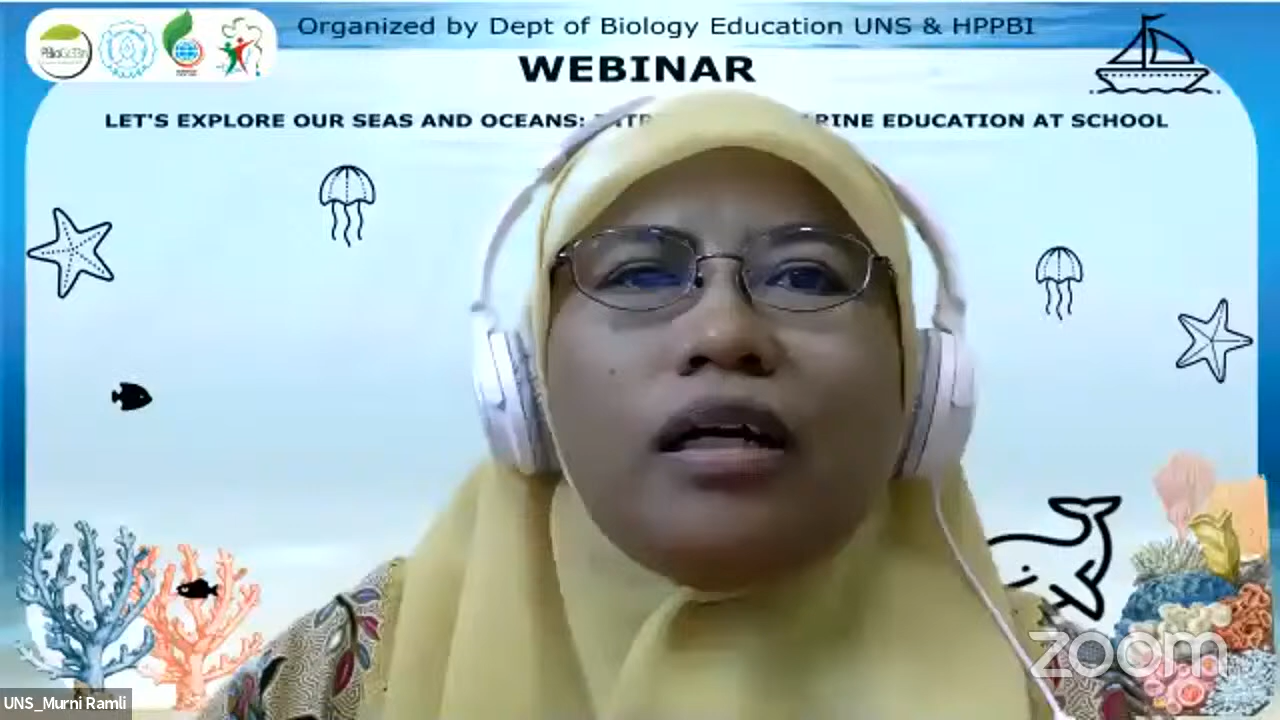 Organized by Dept of Biology Education UNS & HPPBI
WEBINAR
LET'S EXPLORE OUR SEAS AND OCEANS: RINE EDUCATION AT SCHOOL
zoom
UNS_Murni Ramli